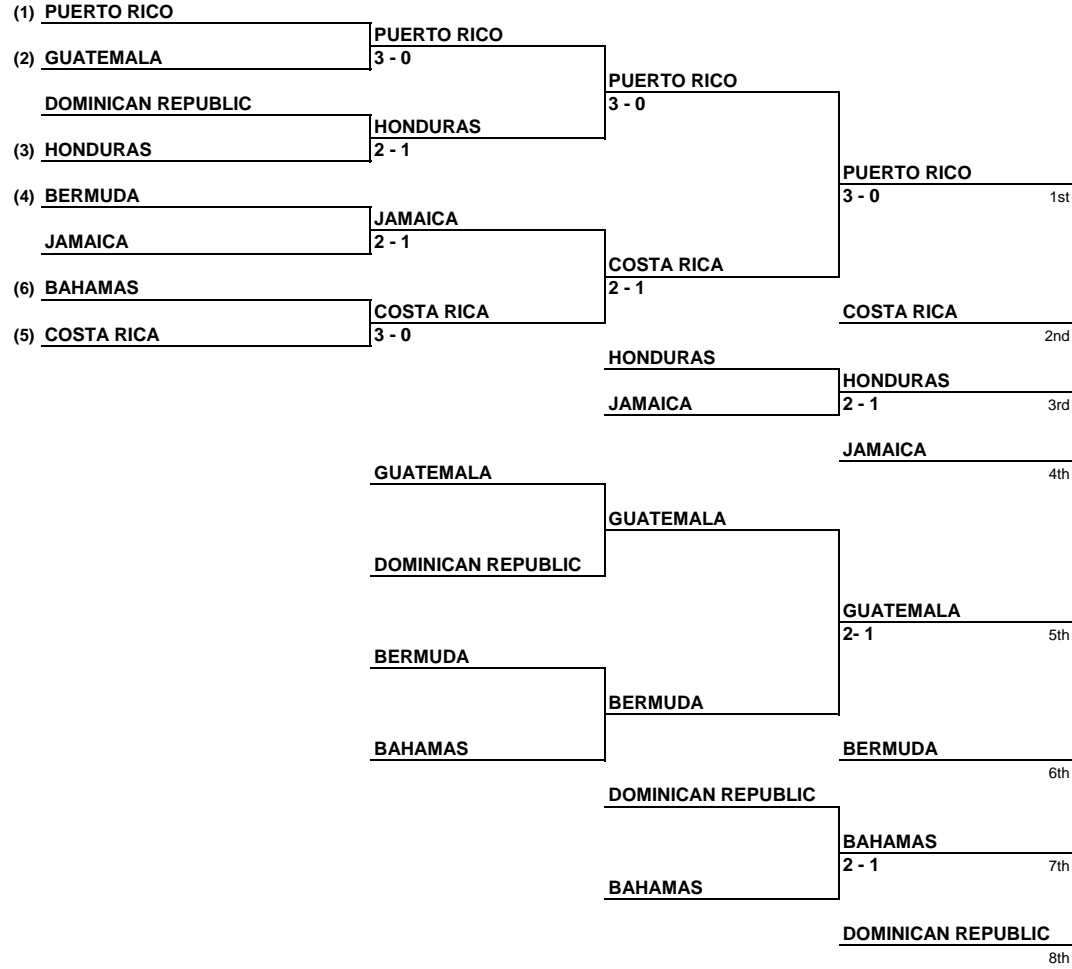 (1) PUERTO RICO
PUERTO RICO
(2) GUATEMALA
3 - 0
PUERTO RICO
DOMINICAN REPUBLIC
3 - 0
HONDURAS
(3) HONDURAS
2 - 1
PUERTO RICO
(4) BERMUDA
3 - 0
1st
JAMAICA
JAMAICA
2 - 1
COSTA RICA
(6) BAHAMAS
2 - 1
COSTA RICA
COSTA RICA
(5) COSTA RICA
3 - 0
2nd
HONDURAS
HONDURAS
JAMAICA
2 - 1
3rd
JAMAICA
GUATEMALA
4th
GUATEMALA
DOMINICAN REPUBLIC
GUATEMALA
2- 1
5th
BERMUDA
BERMUDA
BAHAMAS
BERMUDA
6th
DOMINICAN REPUBLIC
BAHAMAS
2 - 1
7th
BAHAMAS
DOMINICAN REPUBLIC
8th